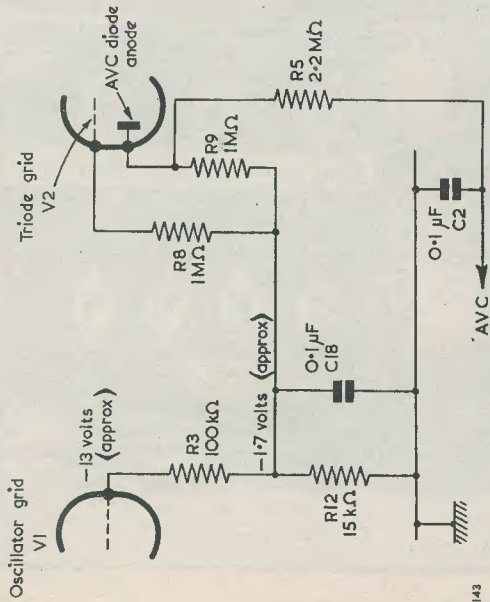 Oscillator grid
V1
-13 volts
(approx)
R3
100kΩ
-1·7 volts (approx)
R12
15kΩ
0·1μF
C18
Triode grid
V2
AVC diode
anode
R8
1MΩ
R9
1MΩ
R5
2·2MΩ
0·1μF
C2
AVC
143